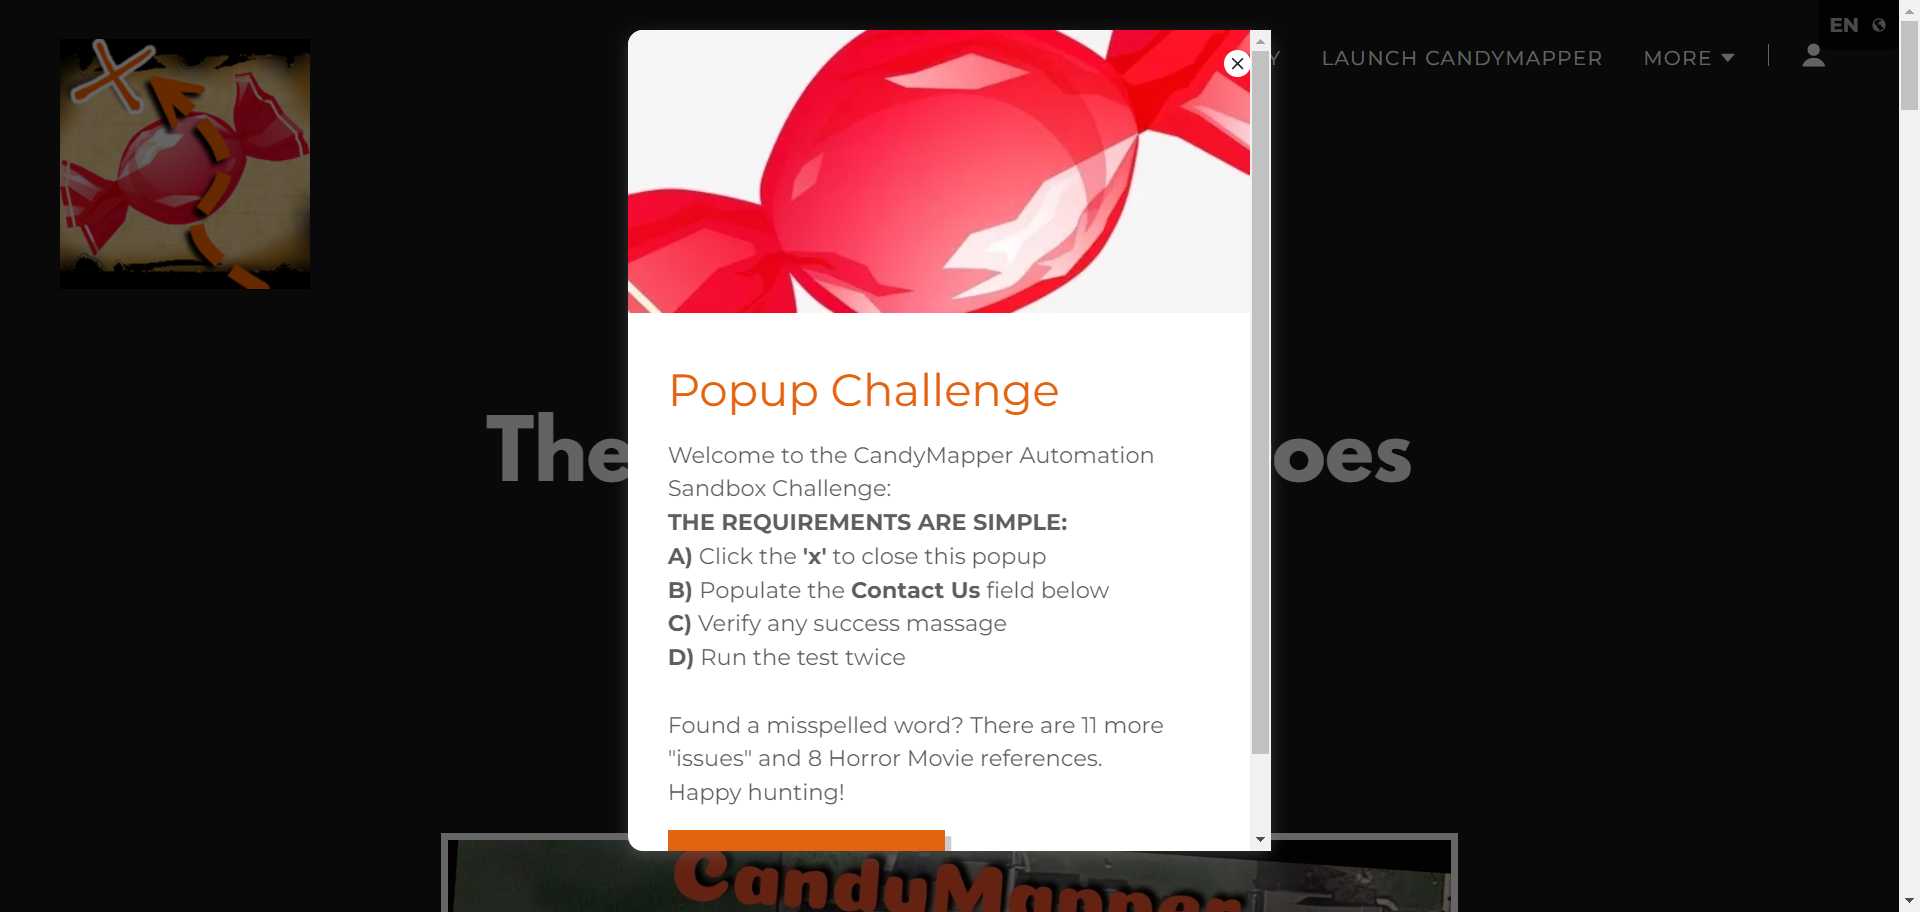 EN
Y LAUNCH CANDYMAPPER MORE
Popup Challenge
Welcome to the CandyMapper Automation
Sandbox Challenge:
THE REQUIREMENTS ARE SIMPLE:
A) Click the 'x' to close this popup
B) Populate the Contact Us field below
C) Verify any success massage
D) Run the test twice
Found a misspelled word? There are 11 more
"issues" and 8 Horror Movie references.
Happy hunting!
The oes
CandyMapper